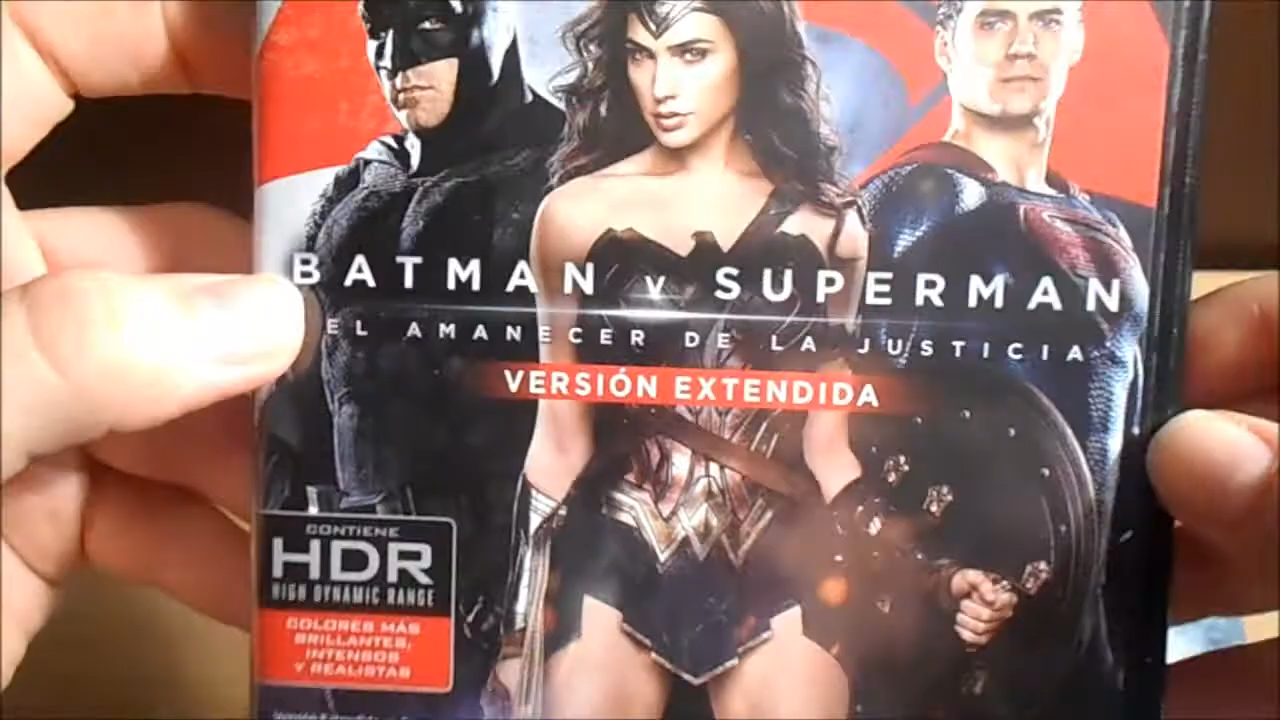 BATMAN v SUPERMAN
EL AMANECER DE LA JUSTICIA
VERSIÓN EXTENDIDA
CONTIENE
HDR
HIGH DYNAMIC RANGE
COLORES MÁS
BRILLANTES,
INTENSOS
Y REALISTAS